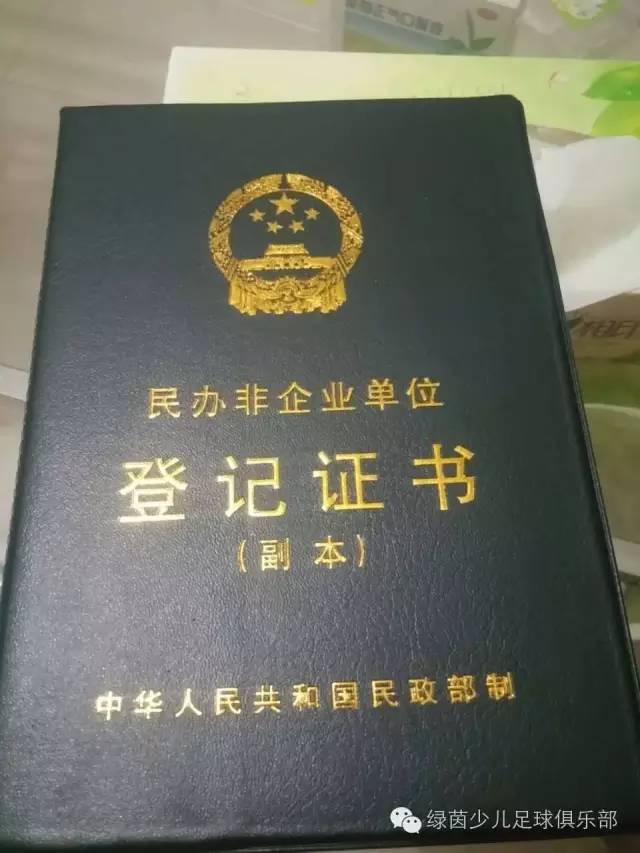 民办非企业单位
登记证书
(副本)
中华人民共和国民政部制
绿茵少儿足球俱乐部